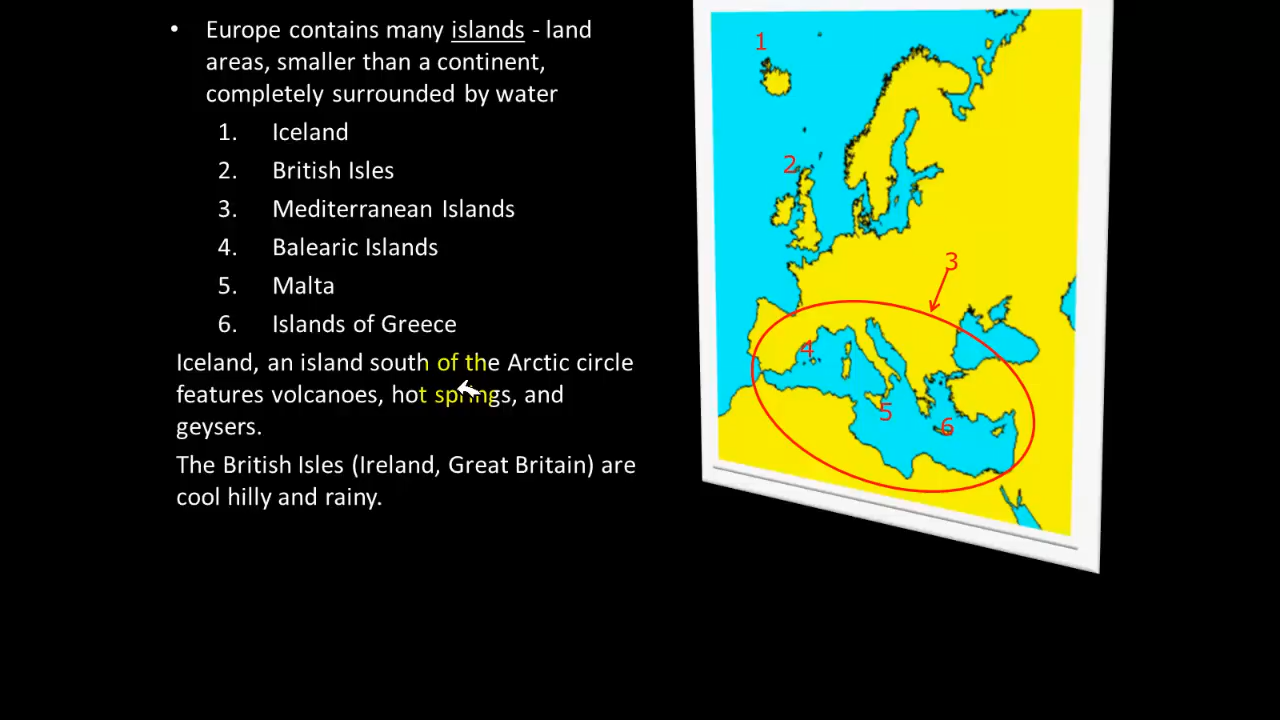 • Europe contains many islands - land
areas, smaller than a continent,
completely surrounded by water
1. Iceland
2. British Isles
3. Mediterranean Islands
4. Balearic Islands
5. Malta
6. Islands of Greece
Iceland, an island south of the Arctic circle
features volcanoes, hot springs, and
geysers.
The British Isles (Ireland, Great Britain) are
cool hilly and rainy.
1
2
3
4
5
6